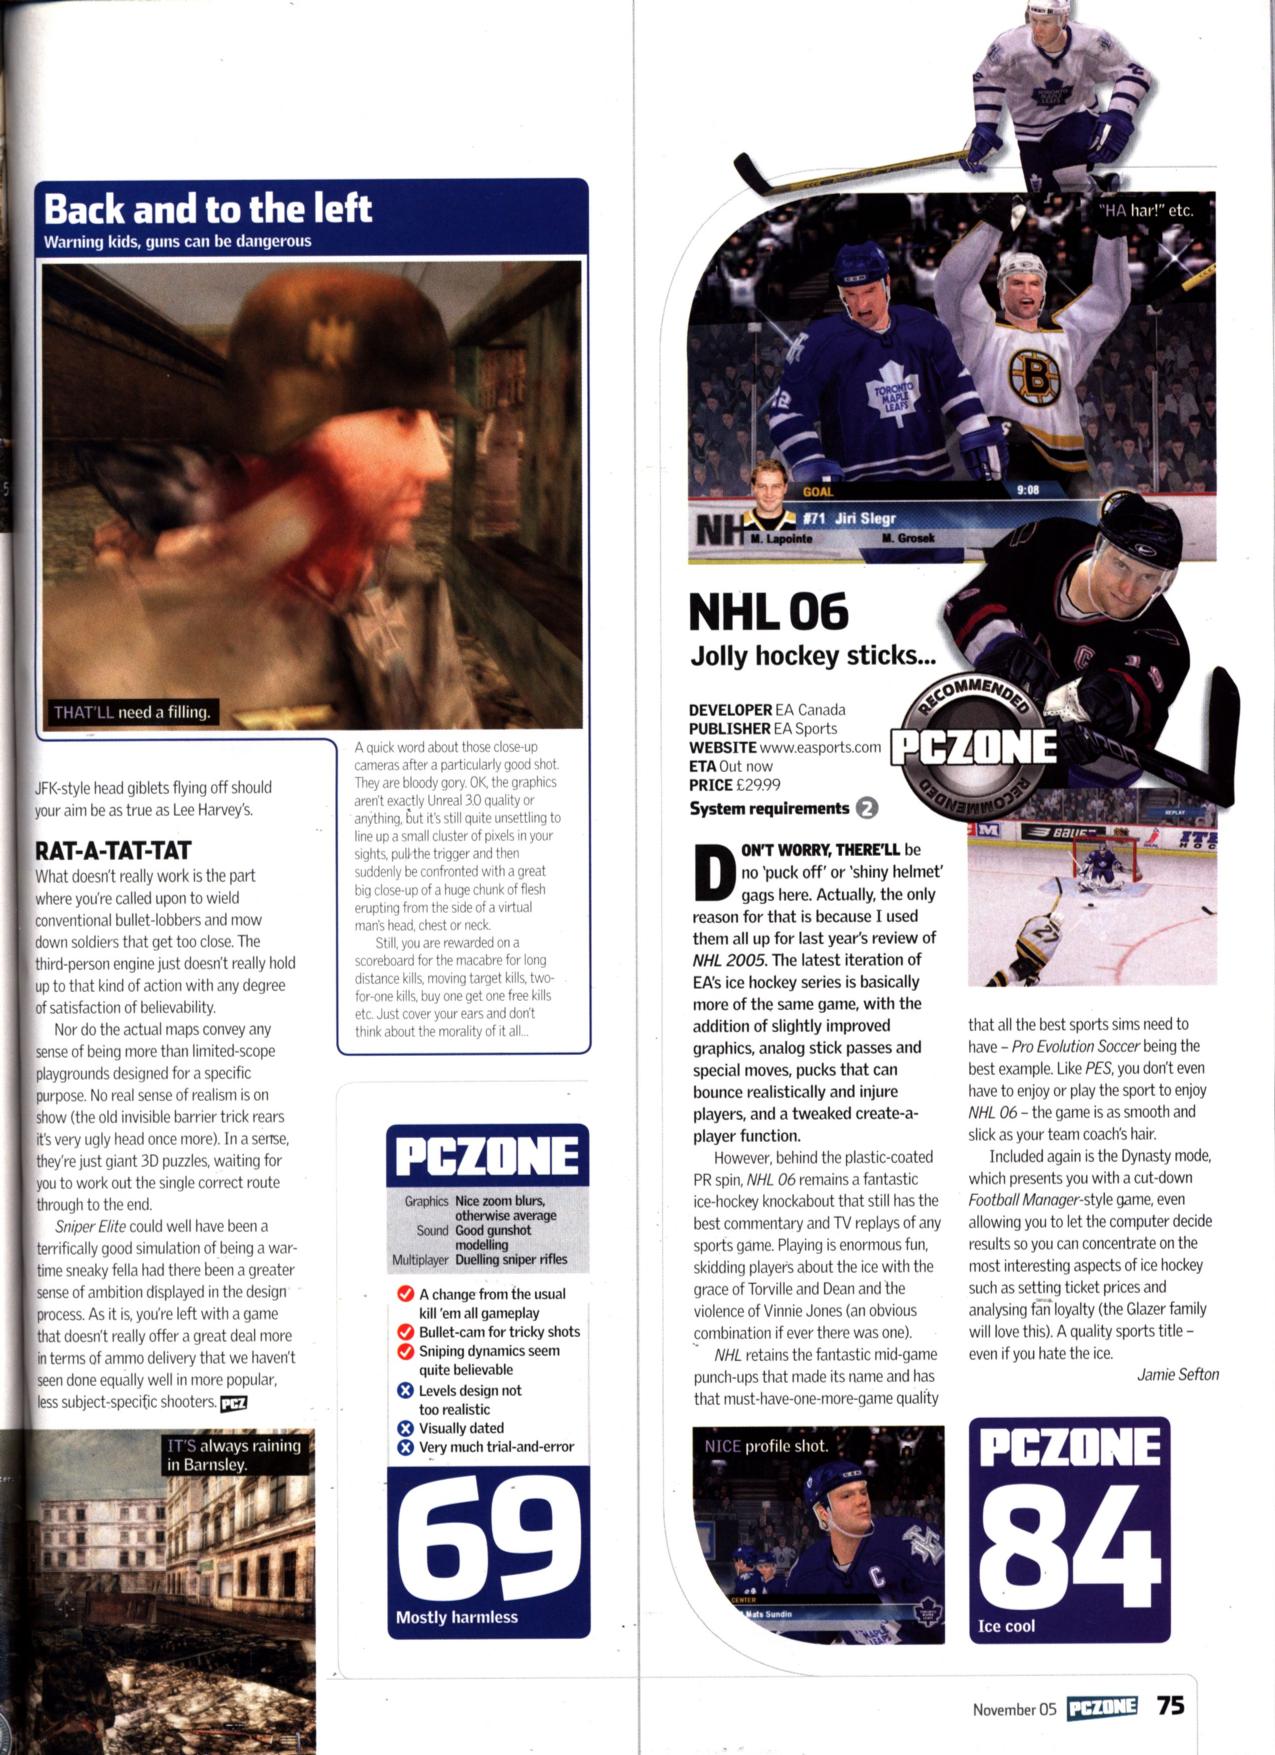 Back and to the left
Warning kids, guns can be dangerous
THAT'LL need a filling.
JFK-style head giblets flying off should
your aim be as true as Lee Harvey's.
RAT-A-TAT-TAT
What doesn't really work is the part
where you're called upon to wield
conventional bullet-lobbers and mow
down soldiers that get too close. The
third-person engine just doesn't really hold
up to that kind of action with any degree
of satisfaction of believability.
Nor do the actual maps convey any
sense of being more than limited-scope
playgrounds designed for a specific
purpose. No real sense of realism is on
show (the old invisible barrier trick rears
it's very ugly head once more). In a sense,
they're just giant 3D puzzles, waiting for
you to work out the single correct route
through to the end.
Sniper Elite could well have been a
terrifically good simulation of being a war-
time sneaky fella had there been a greater
sense of ambition displayed in the design
process. As it is, you're left with a game
that doesn't really offer a great deal more
in terms of ammo delivery that we haven't
seen done equally well in more popular,
less subject-specific shooters. PCZ
IT'S always raining
in Barnsley.
A quick word about those close-up
cameras after a particularly good shot.
They are bloody gory. OK, the graphics
aren't exactly Unreal 3.0 quality or
anything, but it's still quite unsettling to
line up a small cluster of pixels in your
sights, pull the trigger and then
suddenly be confronted with a great
big close-up of a huge chunk of flesh
erupting from the side of a virtual
man's head, chest or neck.
Still, you are rewarded on a
scoreboard for the macabre for long
distance kills, moving target kills, two-
for-one kills, buy one get one free kills
etc. Just cover your ears and don't
think about the morality of it all...
PCZONE
Graphics Nice zoom blurs,
otherwise average
Sound Good gunshot
modelling
Multiplayer Duelling sniper rifles
A change from the usual
kill 'em all gameplay
Bullet-cam for tricky shots
Sniping dynamics seem
quite believable
Levels design not
too realistic
Visually dated
Very much trial-and-error
69
Mostly harmless
TORONTO
MAPLE
LEAFS
"HA har!" etc.
TORONTO
MAPLE
LEAFS
B
GOAL 9:08
#71 Jiri Slegr
NH
M. Lapointe M. Grosek
NHL 06
Jolly hockey sticks...
DEVELOPER EA Canada
PUBLISHER EA Sports
WEBSITE www.easports.com
ETA Out now
PRICE £29.99
System requirements 2
RECOMMENDED
PCZONE
RECOMMENDED
C 19
REPLAY
27
DON'T WORRY, THERE'LL be
no 'puck off' or 'shiny helmet'
gags here. Actually, the only
reason for that is because I used
them all up for last year's review of
NHL 2005. The latest iteration of
EA's ice hockey series is basically
more of the same game, with the
addition of slightly improved
graphics, analog stick passes and
special moves, pucks that can
bounce realistically and injure
players, and a tweaked create-a-
player function.
However, behind the plastic-coated
PR spin, NHL 06 remains a fantastic
ice-hockey knockabout that still has the
best commentary and TV replays of any
sports game. Playing is enormous fun,
skidding players about the ice with the
grace of Torville and Dean and the
violence of Vinnie Jones (an obvious
combination if ever there was one).
NHL retains the fantastic mid-game
punch-ups that made its name and has
that must-have-one-more-game quality
NICE profile shot.
C
CENTER
Mats Sundin
that all the best sports sims need to
have – Pro Evolution Soccer being the
best example. Like PES, you don't even
have to enjoy or play the sport to enjoy
NHL 06 – the game is as smooth and
slick as your team coach's hair.
Included again is the Dynasty mode,
which presents you with a cut-down
Football Manager-style game, even
allowing you to let the computer decide
results so you can concentrate on the
most interesting aspects of ice hockey
such as setting ticket prices and
analysing fan loyalty (the Glazer family
will love this). A quality sports title –
even if you hate the ice.
Jamie Sefton
PCZONE
84
Ice cool
November 05 PCZONE 75